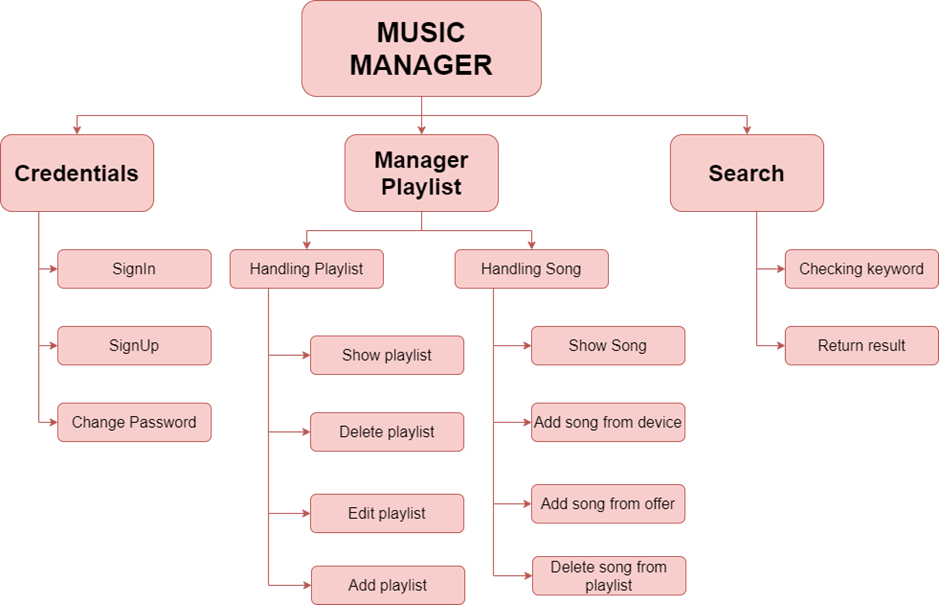 MUSIC
MANAGER
Credentials
Manager
Playlist
Search
SignIn
Handling Playlist
Handling Song
Checking keyword
SignUp
Show playlist
Show Song
Return result
Change Password
Delete playlist
Add song from device
Edit playlist
Add song from offer
Add playlist
Delete song from
playlist